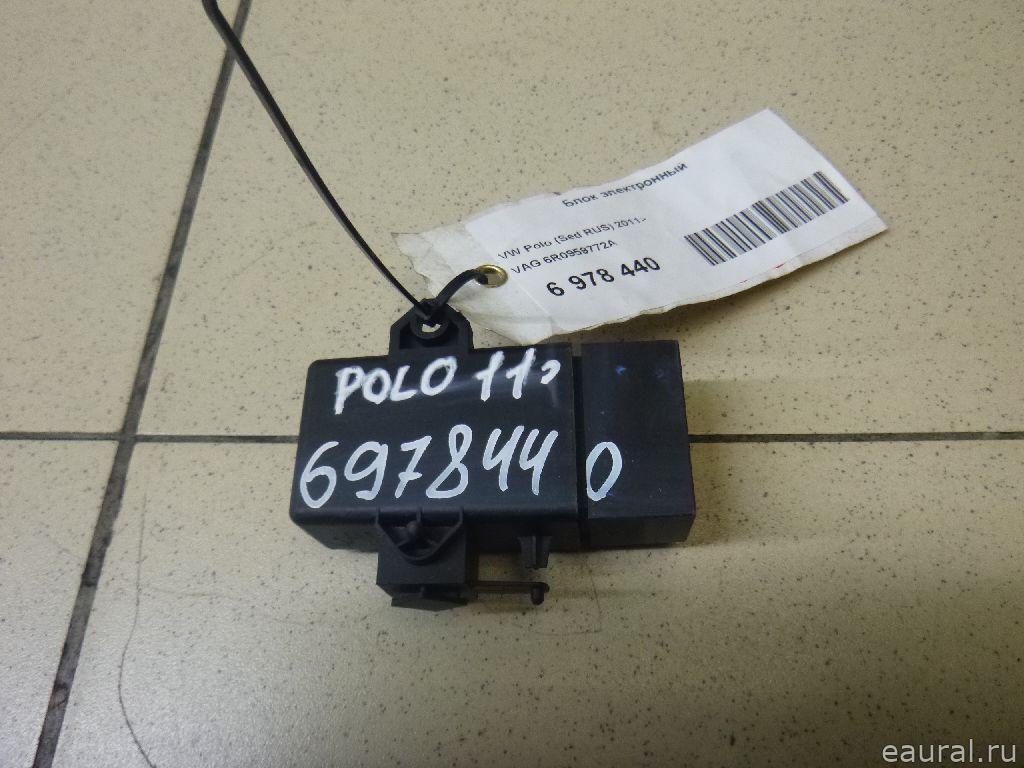 Блок электронный
VW Polo (Sed RUS) 2011-
VAG 6R0959772A
6 978 440
POLO 11>
6978440
eaural.ru